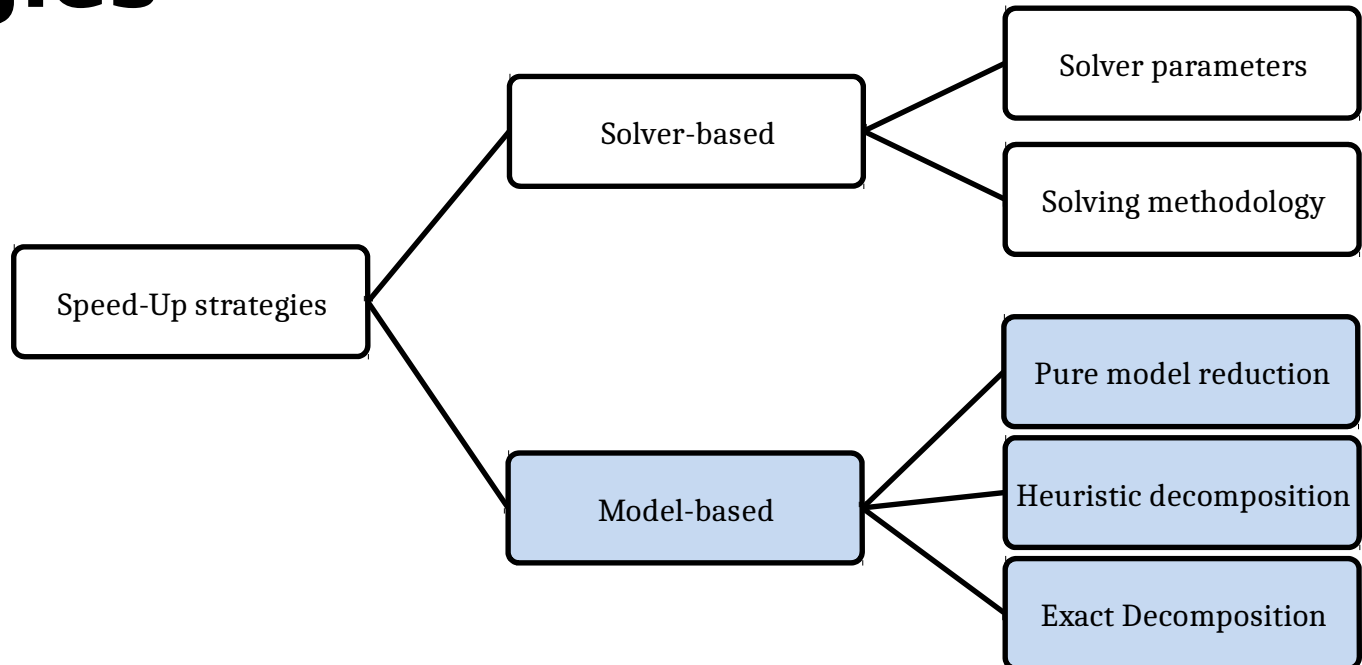 Solver parameters
Solver-based
Solving methodology
Speed-Up strategies
Pure model reduction
Heuristic decomposition
Model-based
Exact Decomposition